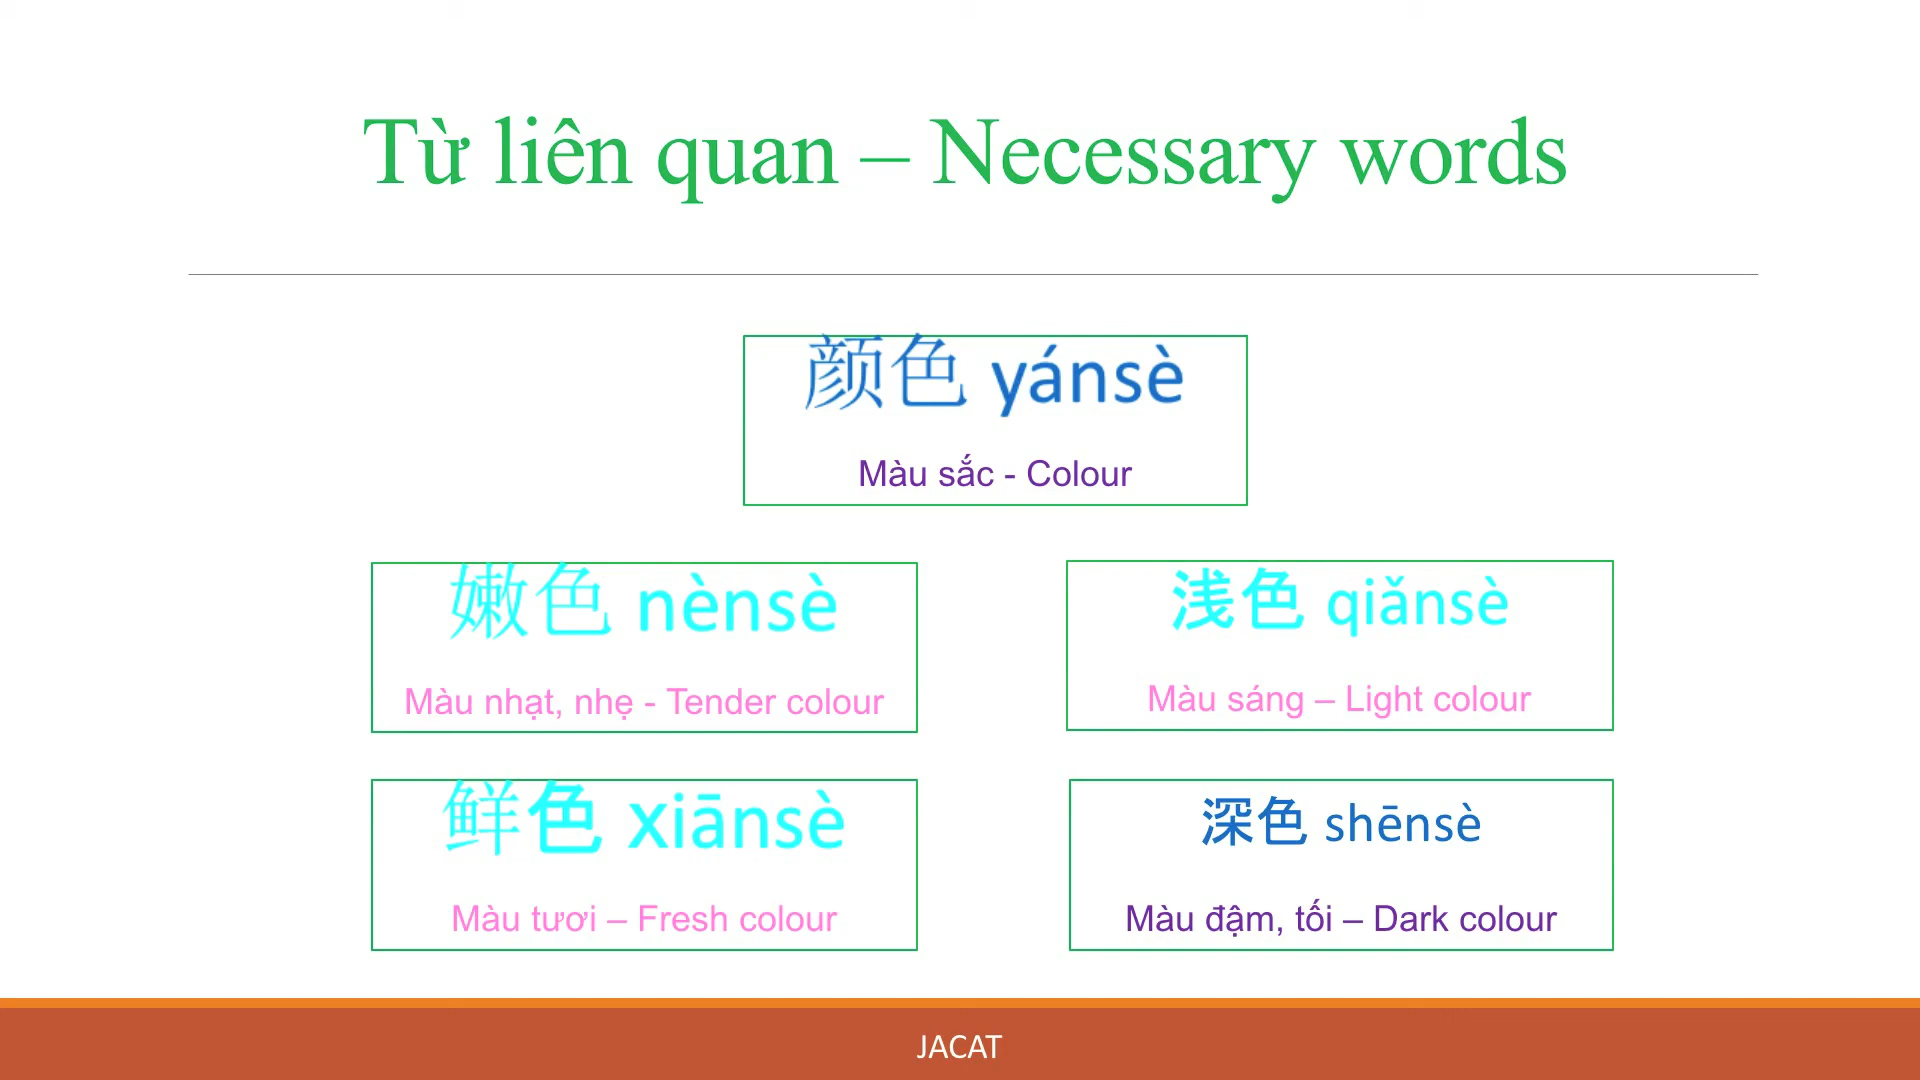 Từ liên quan – Necessary words
颜色 yánsè
Màu sắc - Colour
嫩色 nènsè
Màu nhạt, nhẹ - Tender colour
浅色 qiǎnsè
Màu sáng – Light colour
鲜色 xiānsè
Màu tươi – Fresh colour
深色 shēnsè
Màu đậm, tối – Dark colour
JACAT